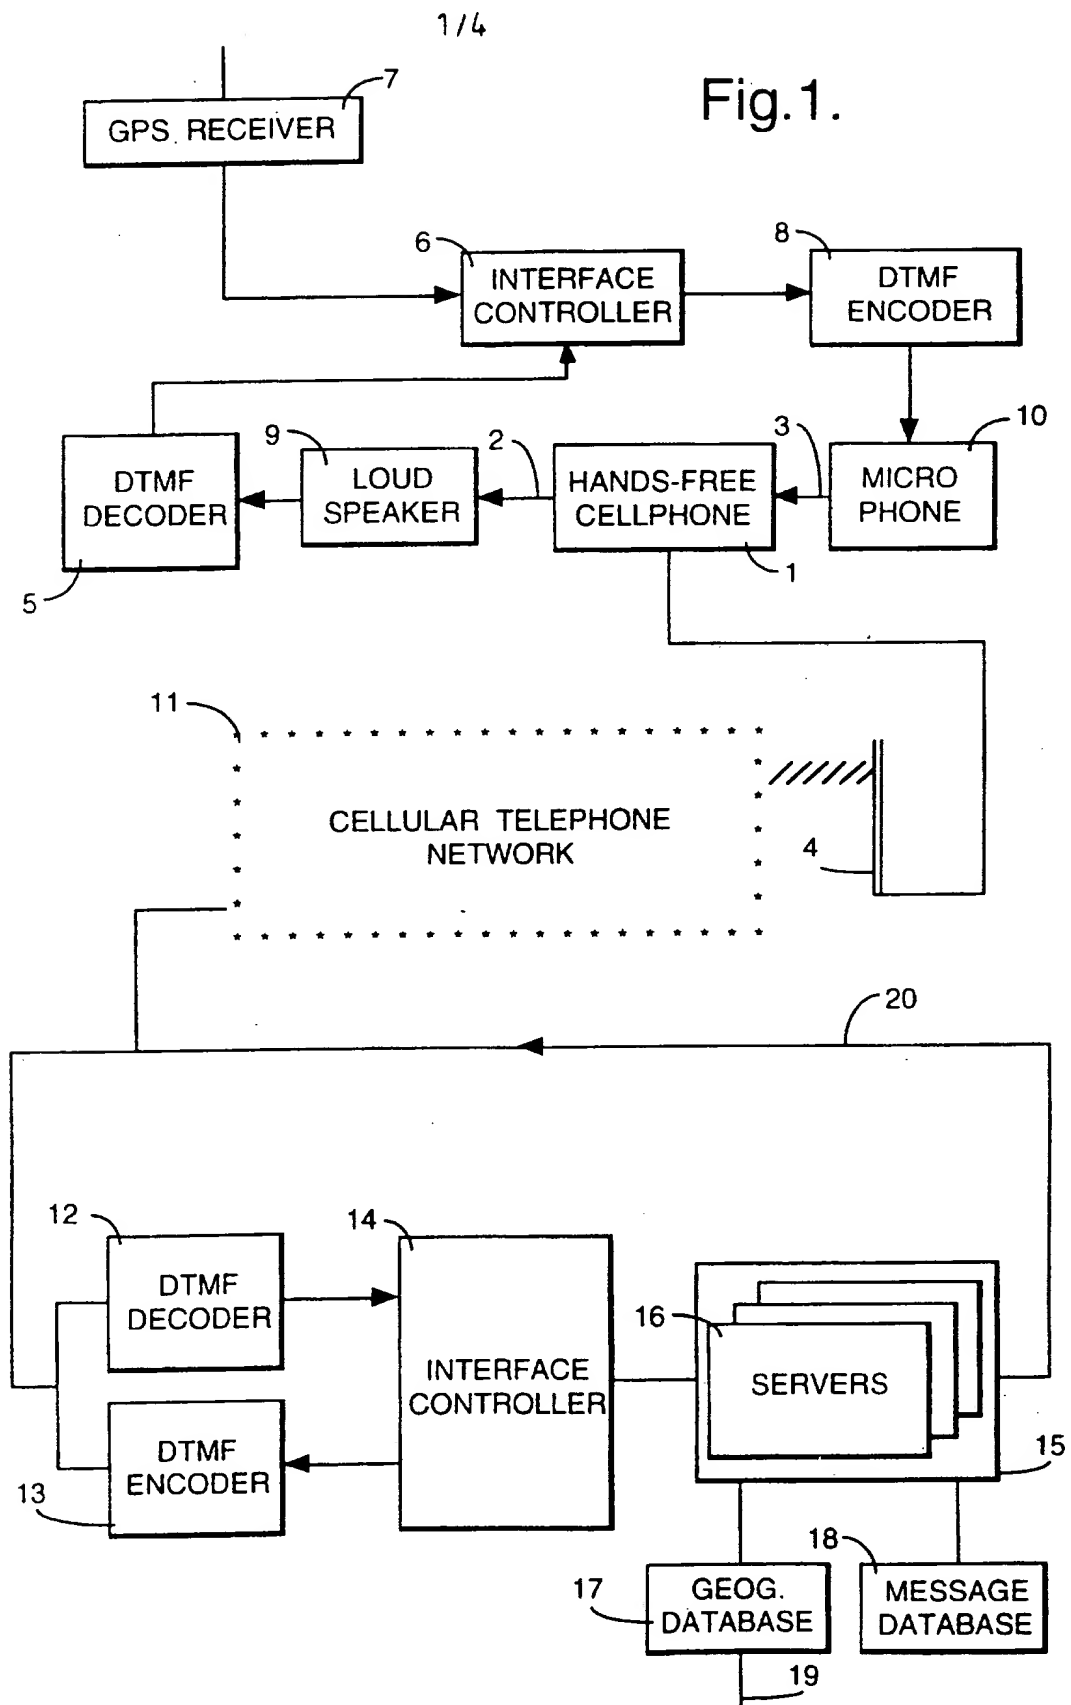 1/4
Fig.1.
7
GPS. RECEIVER
6
8
INTERFACE
CONTROLLER
DTMF
ENCODER
9
2
3
10
DTMF
DECODER
LOUD
SPEAKER
HANDS-FREE
CELLPHONE
MICRO
PHONE
5
1
11
CELLULAR TELEPHONE
NETWORK
4
20
12
14
DTMF
DECODER
16
INTERFACE
CONTROLLER
SERVERS
DTMF
ENCODER
13
15
17
18
GEOG.
DATABASE
MESSAGE
DATABASE
19